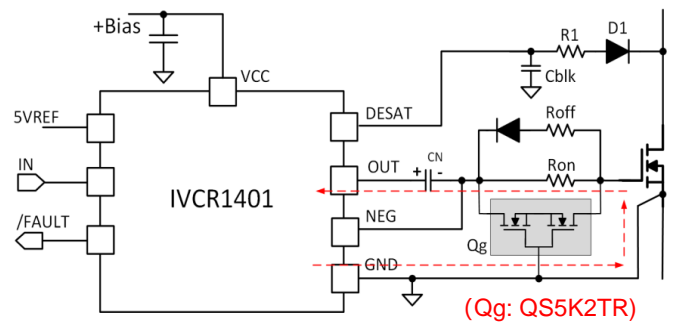 +Bias
R1
D1
VCC
Cblk
DESAT
5VREF
Roff
IN
OUT
+
CN
-
Ron
IVCR1401
NEG
/FAULT
Qg
GND
(Qg: QS5K2TR)